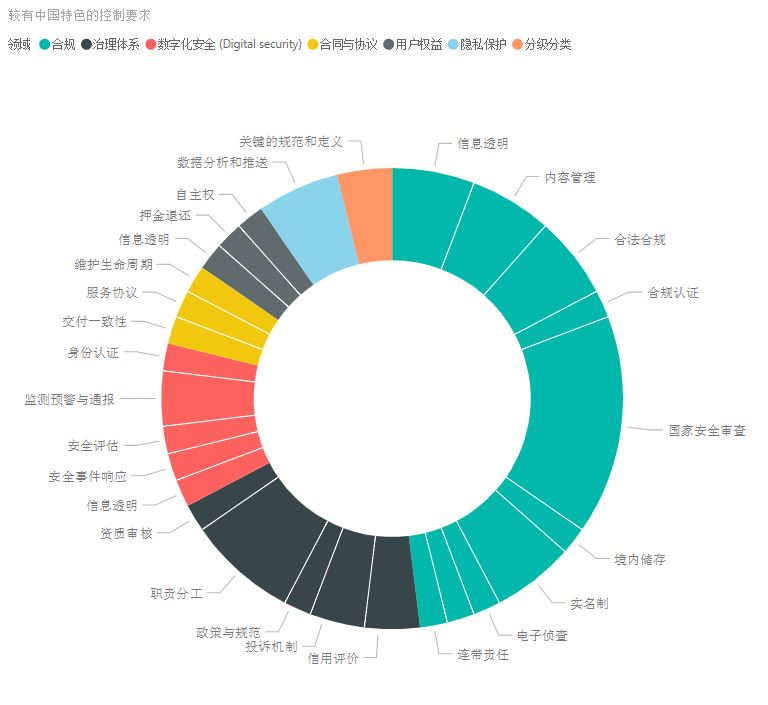 较有中国特色的控制要求
领域 合规 治理体系 数字化安全 (Digital security) 合同与协议 用户权益 隐私保护 分级分类
关键的规范和定义
信息透明
数据分析和推送
内容管理
自主权
押金退还
信息透明
合法合规
维护生命周期
服务协议
合规认证
交付一致性
身份认证
监测预警与通报
国家安全审查
安全评估
安全事件响应
信息透明
资质审核
境内储存
职责分工
实名制
政策与规范
电子侦查
投诉机制
信用评价
连带责任